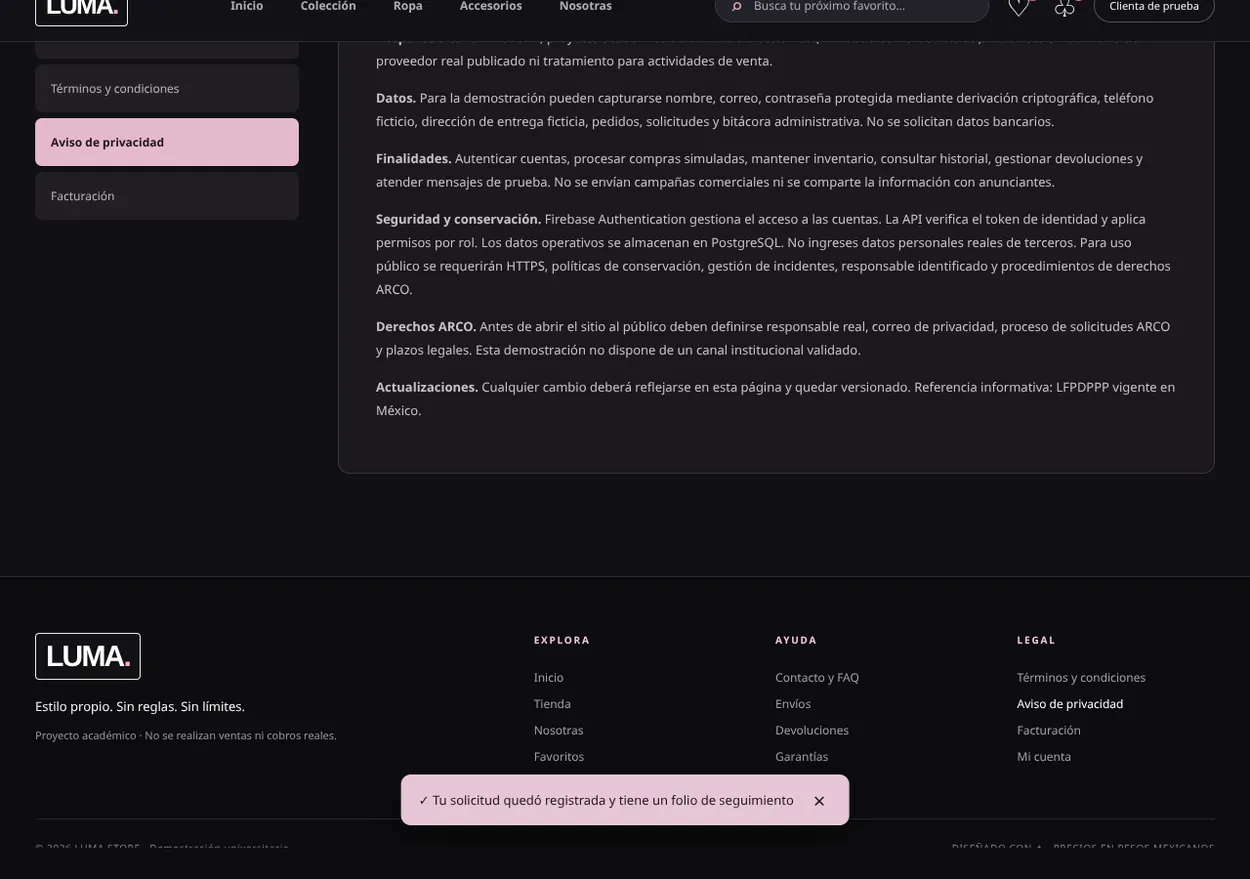 LUMA.
Inicio
Colección
Ropa
Accesorios
Nosotras
Busca tu próximo favorito...
Clienta de prueba
Términos y condiciones
Aviso de privacidad
Facturación
proveedor real publicado ni tratamiento para actividades de venta.
Datos. Para la demostración pueden capturarse nombre, correo, contraseña protegida mediante derivación criptográfica, teléfono
ficticio, dirección de entrega ficticia, pedidos, solicitudes y bitácora administrativa. No se solicitan datos bancarios.
Finalidades. Autenticar cuentas, procesar compras simuladas, mantener inventario, consultar historial, gestionar devoluciones y
atender mensajes de prueba. No se envían campañas comerciales ni se comparte la información con anunciantes.
Seguridad y conservación. Firebase Authentication gestiona el acceso a las cuentas. La API verifica el token de identidad y aplica
permisos por rol. Los datos operativos se almacenan en PostgreSQL. No ingreses datos personales reales de terceros. Para uso
público se requerirán HTTPS, políticas de conservación, gestión de incidentes, responsable identificado y procedimientos de derechos
ARCO.
Derechos ARCO. Antes de abrir el sitio al público deben definirse responsable real, correo de privacidad, proceso de solicitudes ARCO
y plazos legales. Esta demostración no dispone de un canal institucional validado.
Actualizaciones. Cualquier cambio deberá reflejarse en esta página y quedar versionado. Referencia informativa: LFPDPPP vigente en
México.
LUMA.
Estilo propio. Sin reglas. Sin límites.
Proyecto académico · No se realizan ventas ni cobros reales.
EXPLORA
Inicio
Tienda
Nosotras
Favoritos
AYUDA
Contacto y FAQ
Envíos
Devoluciones
Garantías
LEGAL
Términos y condiciones
Aviso de privacidad
Facturación
Mi cuenta
✓ Tu solicitud quedó registrada y tiene un folio de seguimiento ✕
© 2026 LUMA STORE · Demostración universitaria
DISEÑADO CON ✦ · PRECIOS EN PESOS MEXICANOS